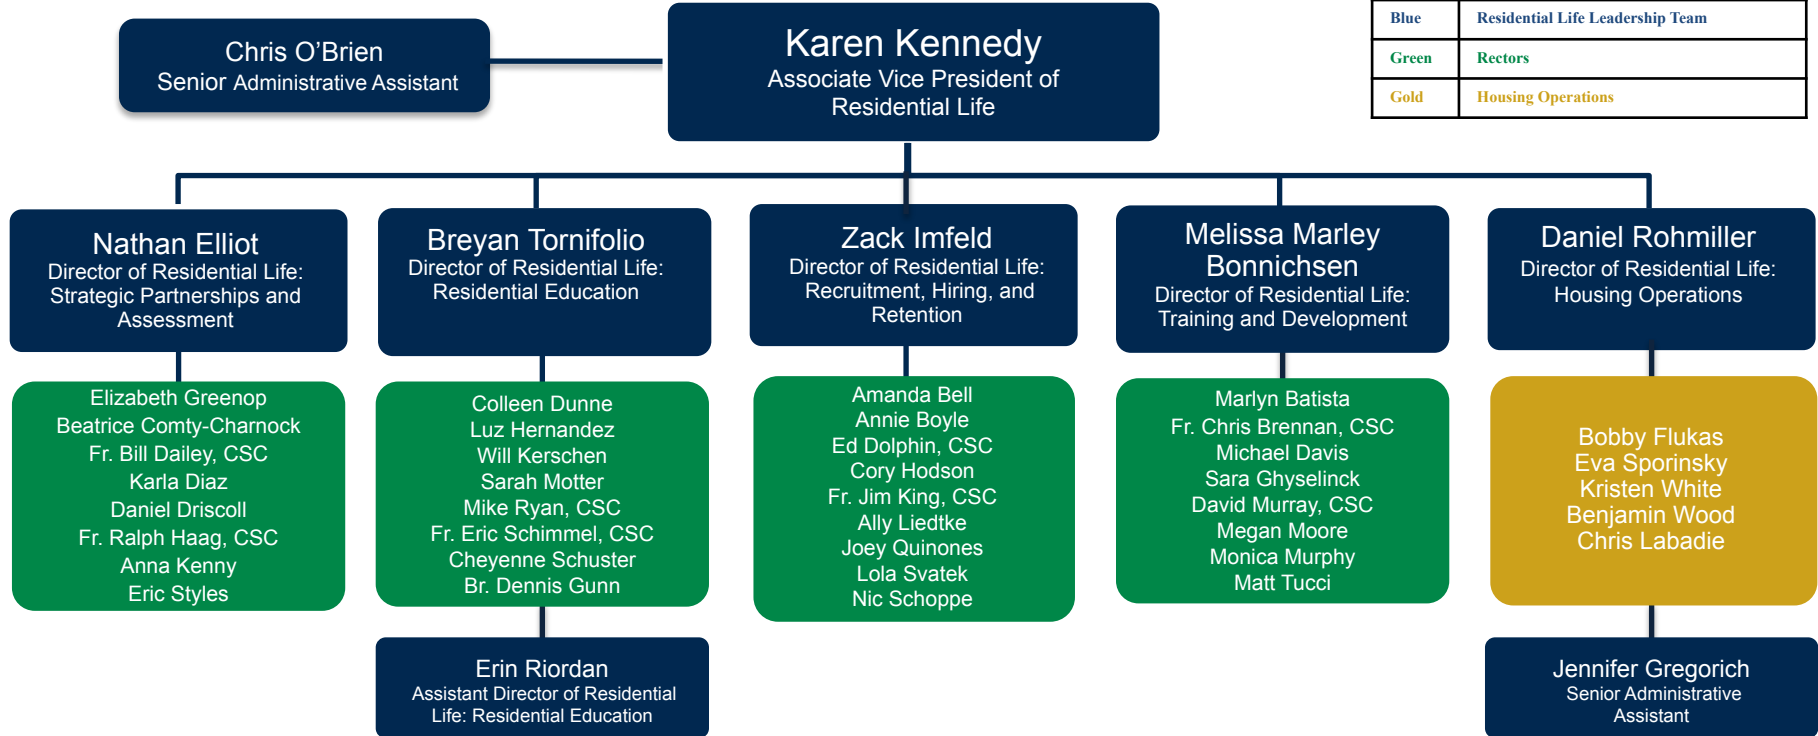 Chris O’Brien
Senior Administrative Assistant
Karen Kennedy
Associate Vice President of
Residential Life
Blue Residential Life Leadership Team
Green Rectors
Gold Housing Operations
Nathan Elliot
Director of Residential Life:
Strategic Partnerships and
Assessment
Breyan Tornifolio
Director of Residential Life:
Residential Education
Zack Imfeld
Director of Residential Life:
Recruitment, Hiring, and
Retention
Melissa Marley
Bonnichsen
Director of Residential Life:
Training and Development
Daniel Rohmiller
Director of Residential Life:
Housing Operations
Elizabeth Greenop
Beatrice Comty-Charnock
Fr. Bill Dailey, CSC
Karla Diaz
Daniel Driscoll
Fr. Ralph Haag, CSC
Anna Kenny
Eric Styles
Colleen Dunne
Luz Hernandez
Will Kerschen
Sarah Motter
Mike Ryan, CSC
Fr. Eric Schimmel, CSC
Cheyenne Schuster
Br. Dennis Gunn
Amanda Bell
Annie Boyle
Ed Dolphin, CSC
Cory Hodson
Fr. Jim King, CSC
Ally Liedtke
Joey Quinones
Lola Svatek
Nic Schoppe
Marlyn Batista
Fr. Chris Brennan, CSC
Michael Davis
Sara Ghyselinck
David Murray, CSC
Megan Moore
Monica Murphy
Matt Tucci
Bobby Flukas
Eva Sporinsky
Kristen White
Benjamin Wood
Chris Labadie
Erin Riordan
Assistant Director of Residential
Life: Residential Education
Jennifer Gregorich
Senior Administrative
Assistant